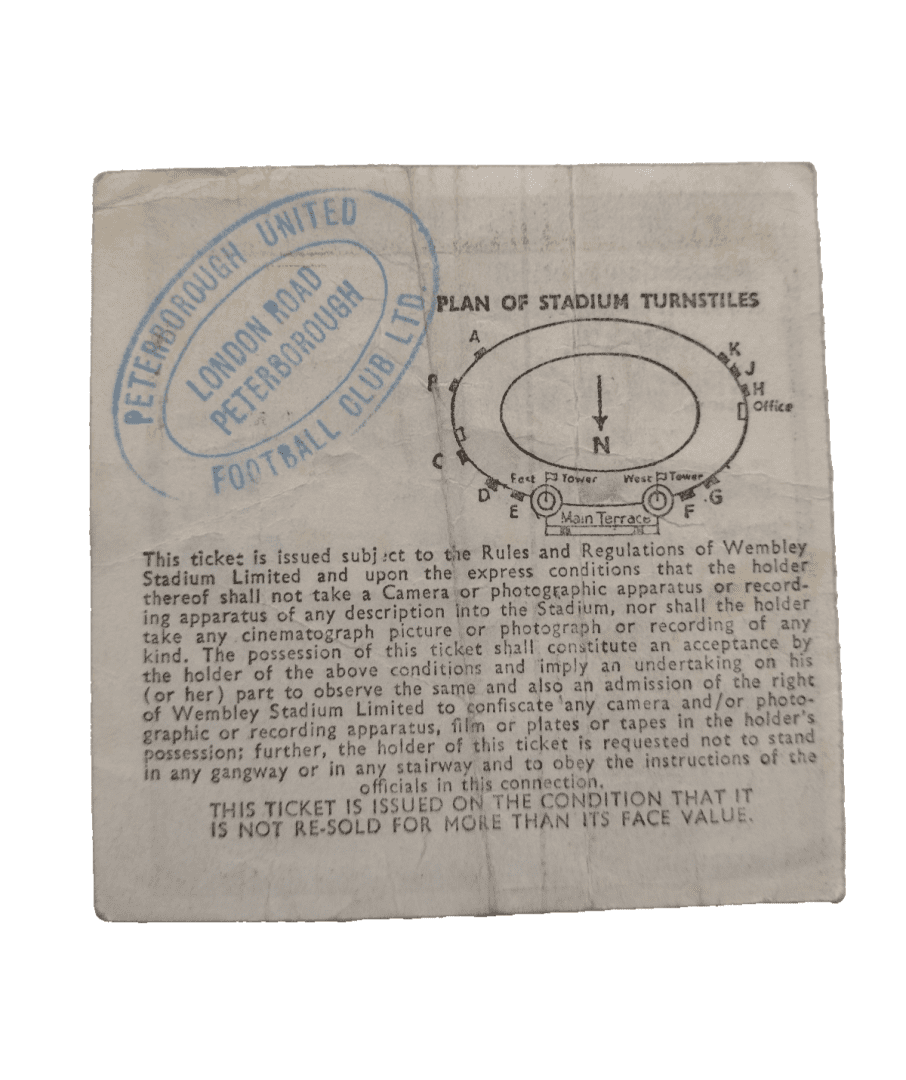 PETERBOROUGH UNITED
LONDON ROAD
PETERBOROUGH
FOOTBALL CLUB LTD
PLAN OF STADIUM TURNSTILES
A
K
J
B
H
Office
N
C
East Tower
West Tower
D
G
E
F
Main Terrace
This ticket is issued subject to the Rules and Regulations of Wembley
Stadium Limited and upon the express conditions that the holder
thereof shall not take a Camera or photographic apparatus or record-
ing apparatus of any description into the Stadium, nor shall the holder
take any cinematograph picture or photograph or recording of any
kind. The possession of this ticket shall constitute an acceptance by
the holder of the above conditions and imply an undertaking on his
(or her) part to observe the same and also an admission of the right
of Wembley Stadium Limited to confiscate any camera and/or photo-
graphic or recording apparatus, film or plates or tapes in the holder's
possession; further, the holder of this ticket is requested not to stand
in any gangway or in any stairway and to obey the instructions of the
officials in this connection.
THIS TICKET IS ISSUED ON THE CONDITION THAT IT
IS NOT RE-SOLD FOR MORE THAN ITS FACE VALUE.